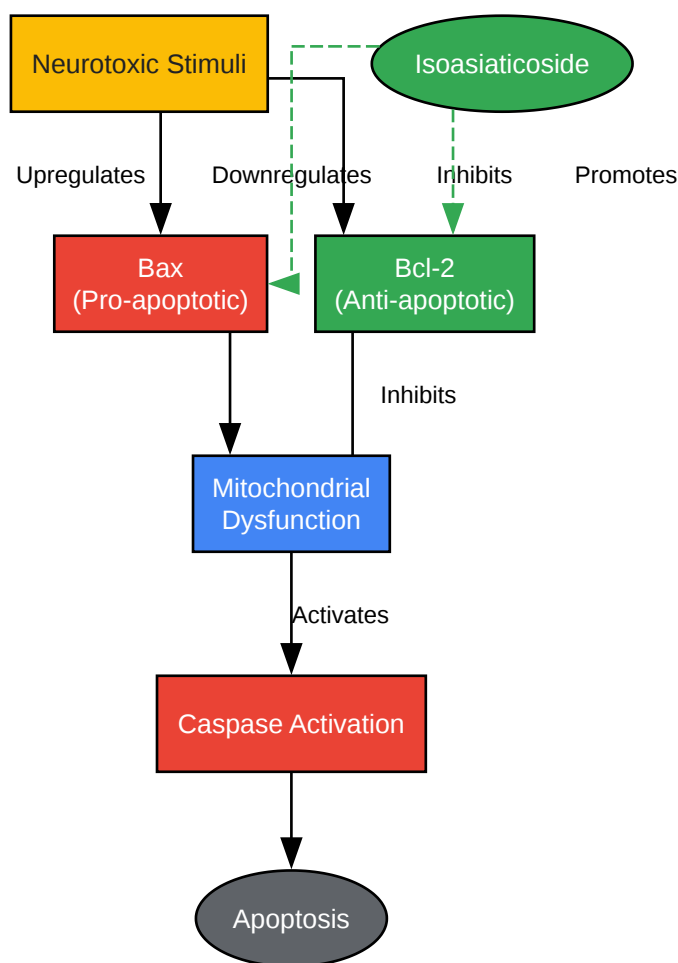 Neurotoxic Stimuli
Isoasiaticoside
Upregulates
Downregulates
Inhibits
Promotes
Bax
(Pro-apoptotic)
Bcl-2
(Anti-apoptotic)
Inhibits
Mitochondrial
Dysfunction
Activates
Caspase Activation
Apoptosis